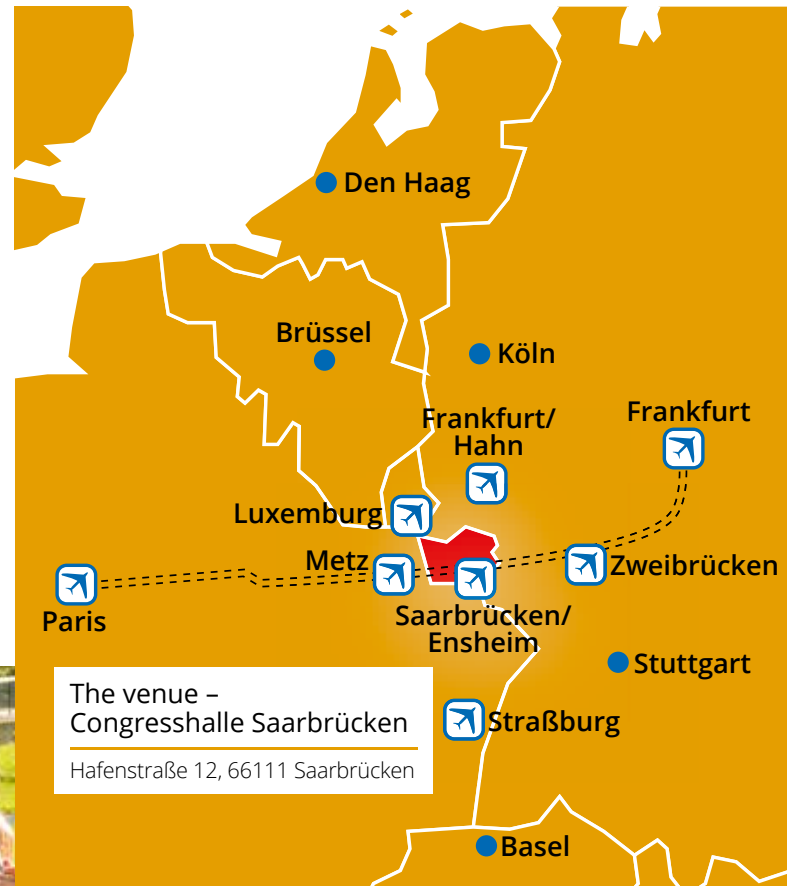 Den Haag
Brüssel
Köln
Frankfurt/
Hahn
Frankfurt
Luxemburg
Metz
Zweibrücken
Paris
Saarbrücken/
Ensheim
Stuttgart
The venue –
Congresshalle Saarbrücken
Hafenstraße 12, 66111 Saarbrücken
Straßburg
Basel